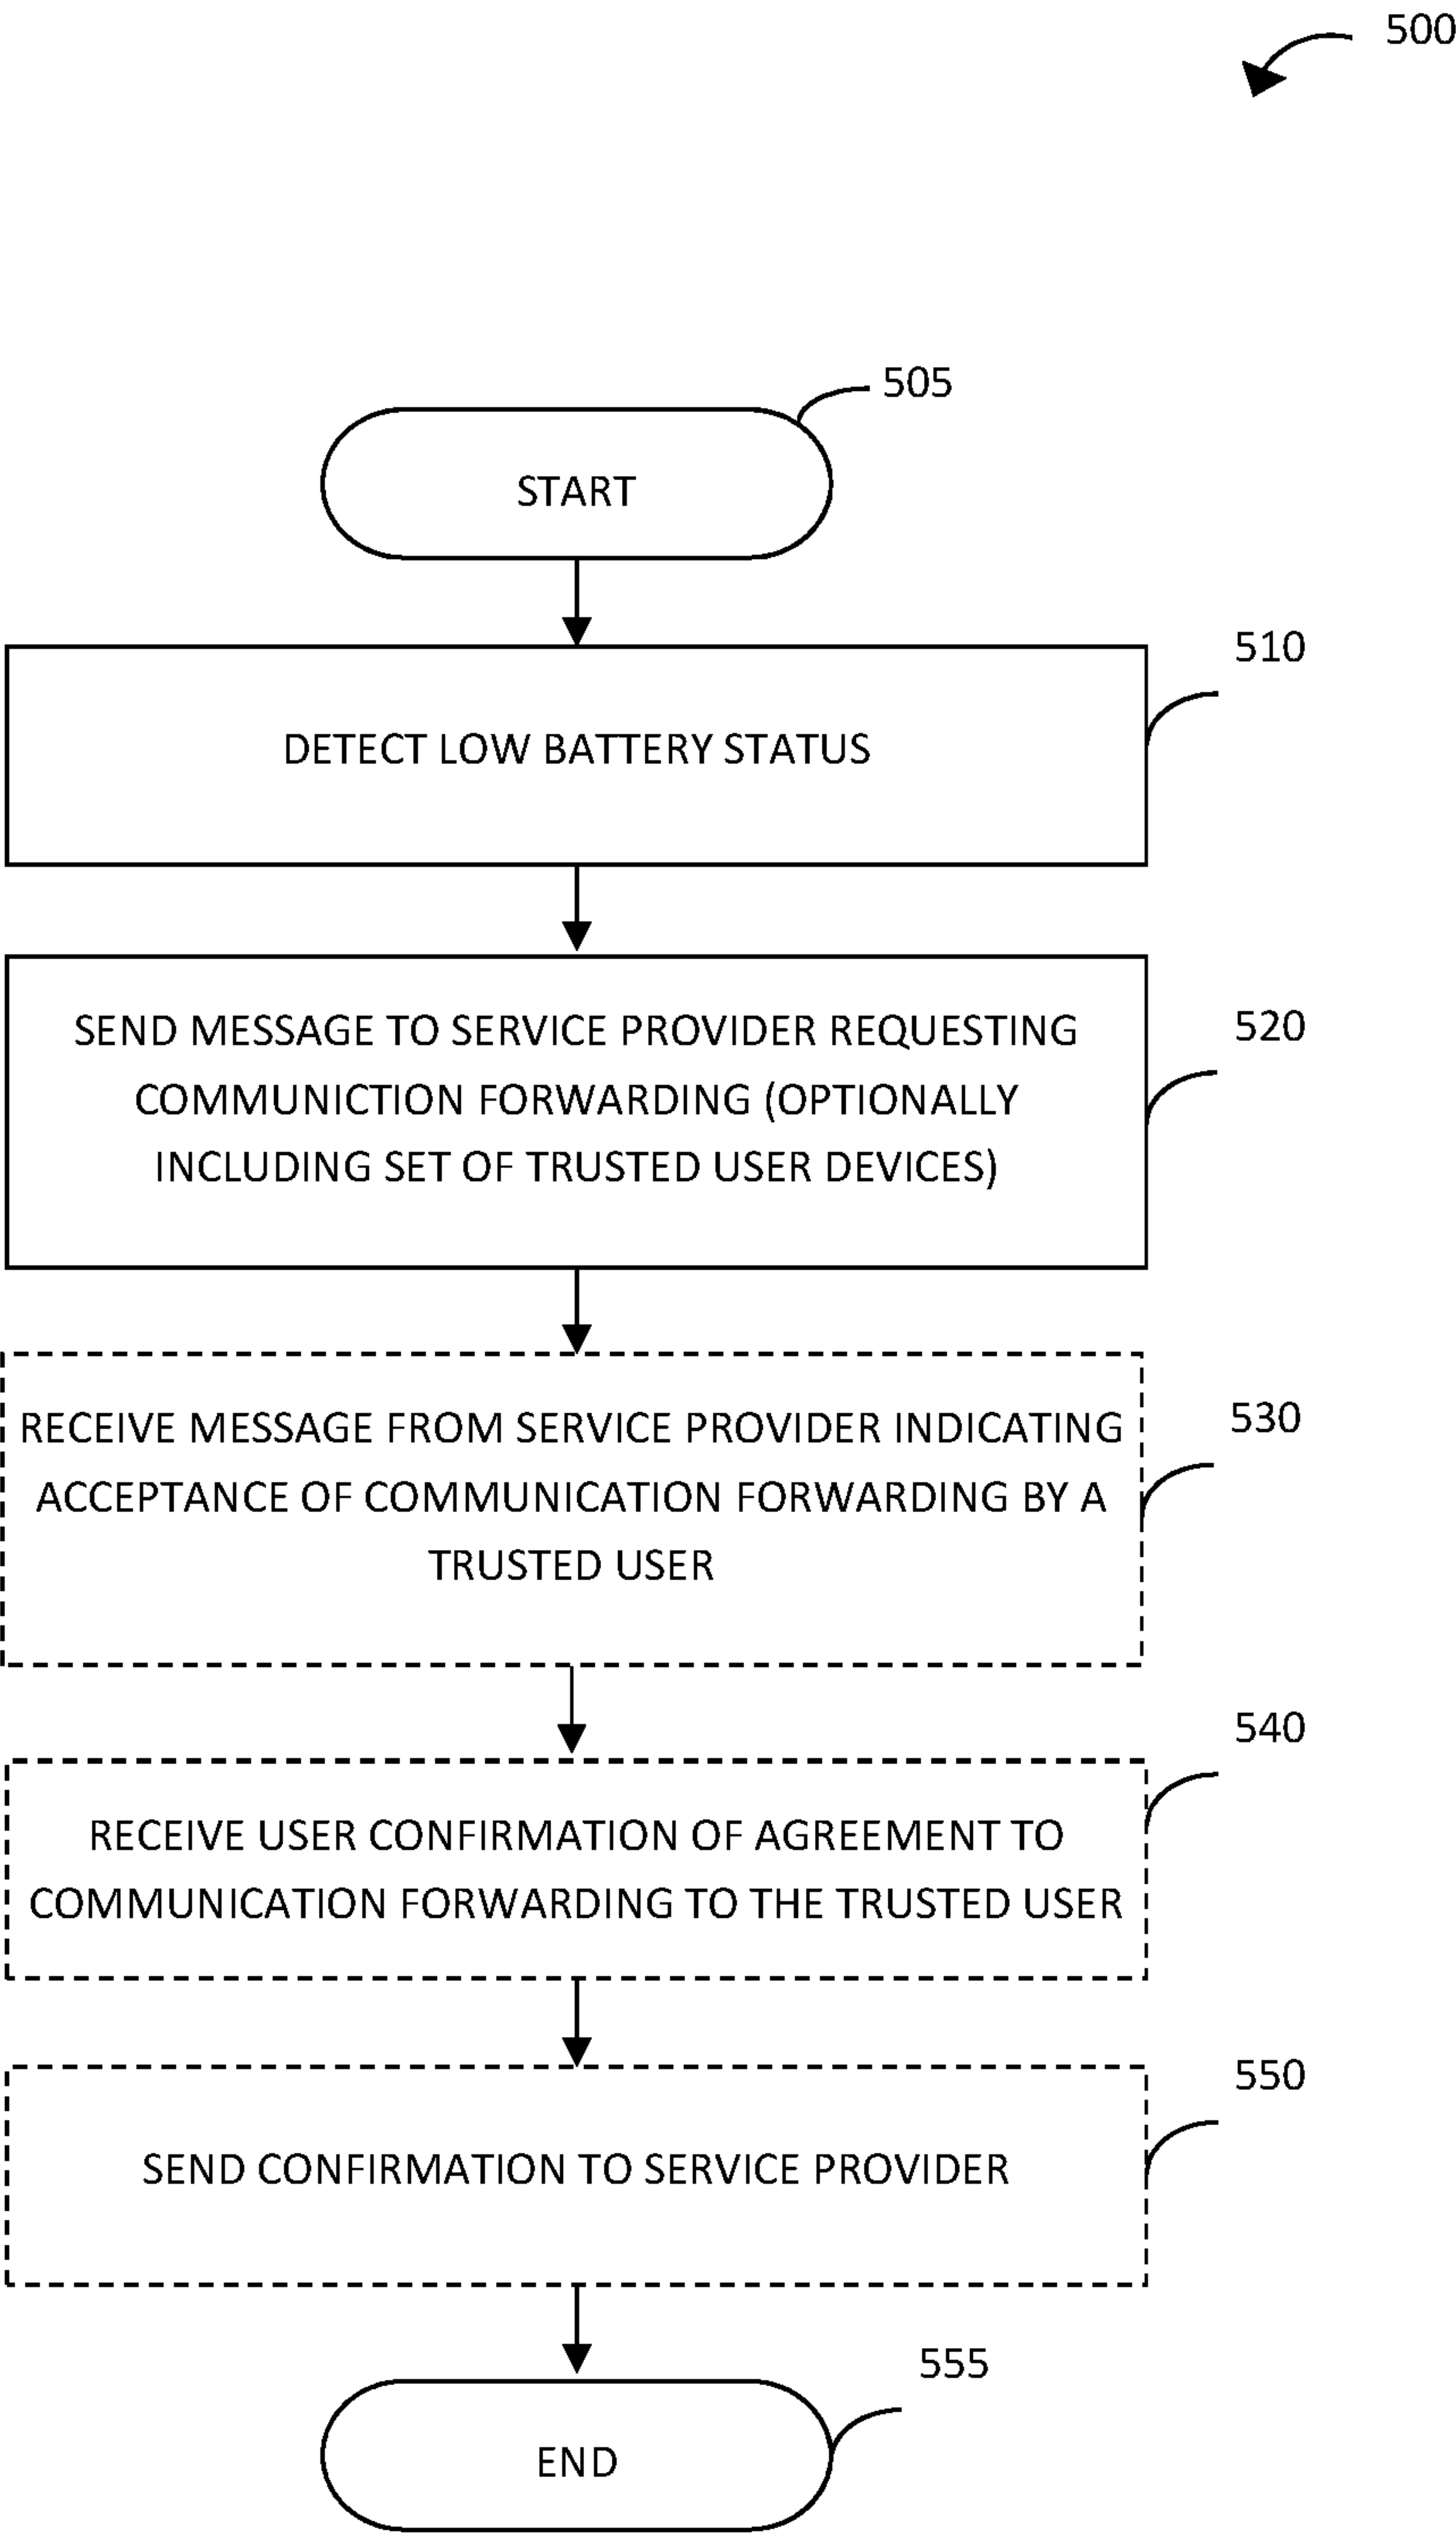 500
505
START
510
DETECT LOW BATTERY STATUS
520
SEND MESSAGE TO SERVICE PROVIDER REQUESTING
COMMUNICTION FORWARDING (OPTIONALLY
INCLUDING SET OF TRUSTED USER DEVICES)
530
RECEIVE MESSAGE FROM SERVICE PROVIDER INDICATING
ACCEPTANCE OF COMMUNICATION FORWARDING BY A
TRUSTED USER
540
RECEIVE USER CONFIRMATION OF AGREEMENT TO
COMMUNICATION FORWARDING TO THE TRUSTED USER
550
SEND CONFIRMATION TO SERVICE PROVIDER
555
END